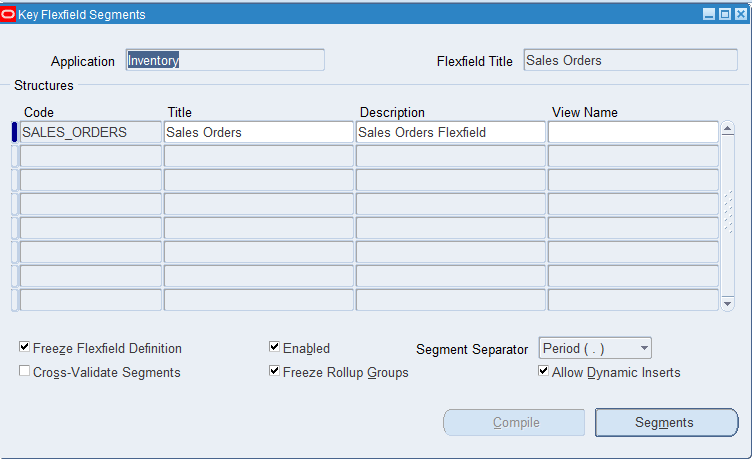 Key Flexfield Segments
Application Inventory Flexfield Title Sales Orders
Structures
Code Title Description View Name
SALES_ORDERS Sales Orders Sales Orders Flexfield
Freeze Flexfield Definition Enabled Segment Separator Period ( . )
Cross-Validate Segments Freeze Rollup Groups Allow Dynamic Inserts
Compile Segments